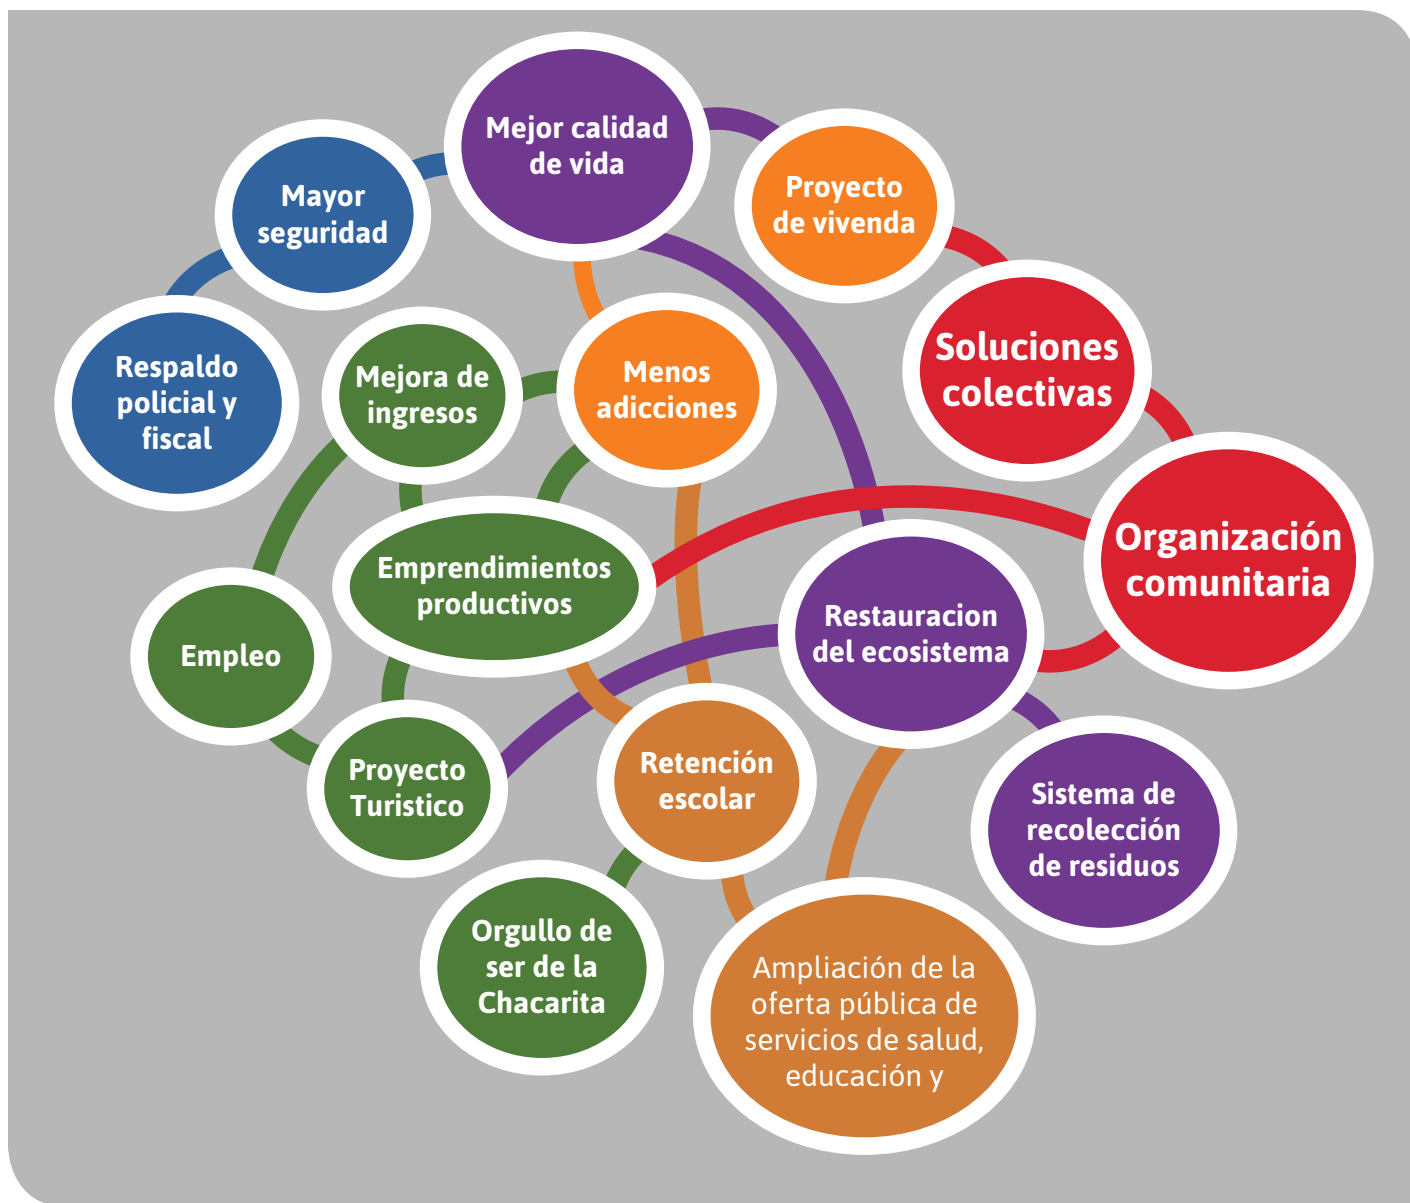 Mejor calidad
de vida
Proyecto
de vivenda
Mayor
seguridad
Soluciones
colectivas
Respaldo
policial y
fiscal
Mejora de
ingresos
Menos
adicciones
Organización
comunitaria
Emprendimientos
productivos
Restauracion
del ecosistema
Empleo
Proyecto
Turistico
Retención
escolar
Sistema de
recolección
de residuos
Orgullo de
ser de la
Chacarita
Ampliación de la
oferta pública de
servicios de salud,
educación y